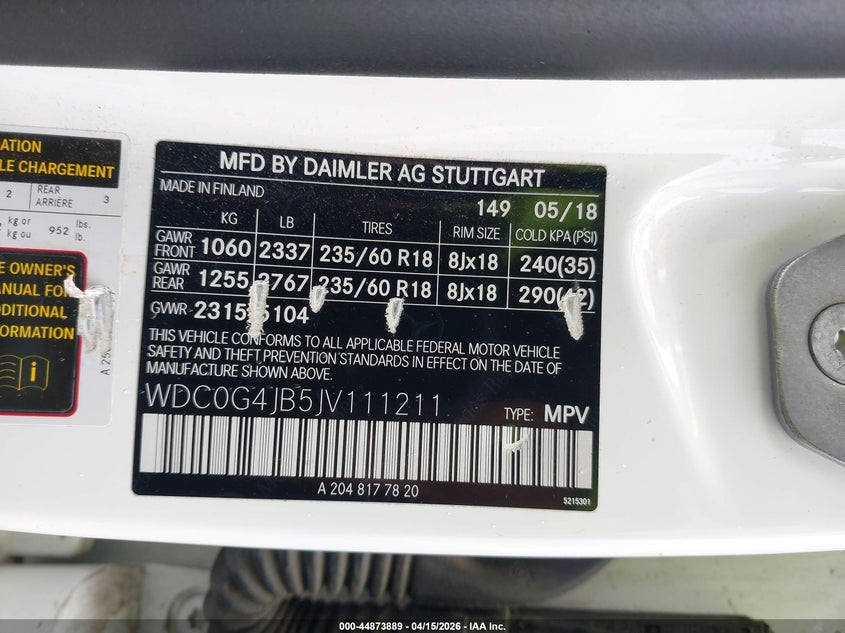 ATION
LE CHARGEMENT
2 REAR ARRIÈRE 3
kg or
kg ou 952 lbs. lb.
E OWNER'S
ANUAL FOR
DDITIONAL
FORMATION
MFD BY DAIMLER AG STUTTGART
MADE IN FINLAND
149 05/18
KG LB TIRES RIM SIZE COLD KPA(PSI)
GAWR FRONT 1060 2337 235/60 R18 8Jx18 240(35)
GAWR REAR 1255 2767 235/60 R18 8Jx18 290(42)
GVWR 2315 5104
THIS VEHICLE CONFORMS TO ALL APPLICABLE FEDERAL MOTOR VEHICLE
SAFETY AND THEFT PREVENTION STANDARDS IN EFFECT ON THE DATE OF
MANUFACTURE SHOWN ABOVE.
WDC0G4JB5JV111211 TYPE: MPV
A 204 817 78 20
5215301
000-44873889 - 04/15/2026 - IAA Inc.